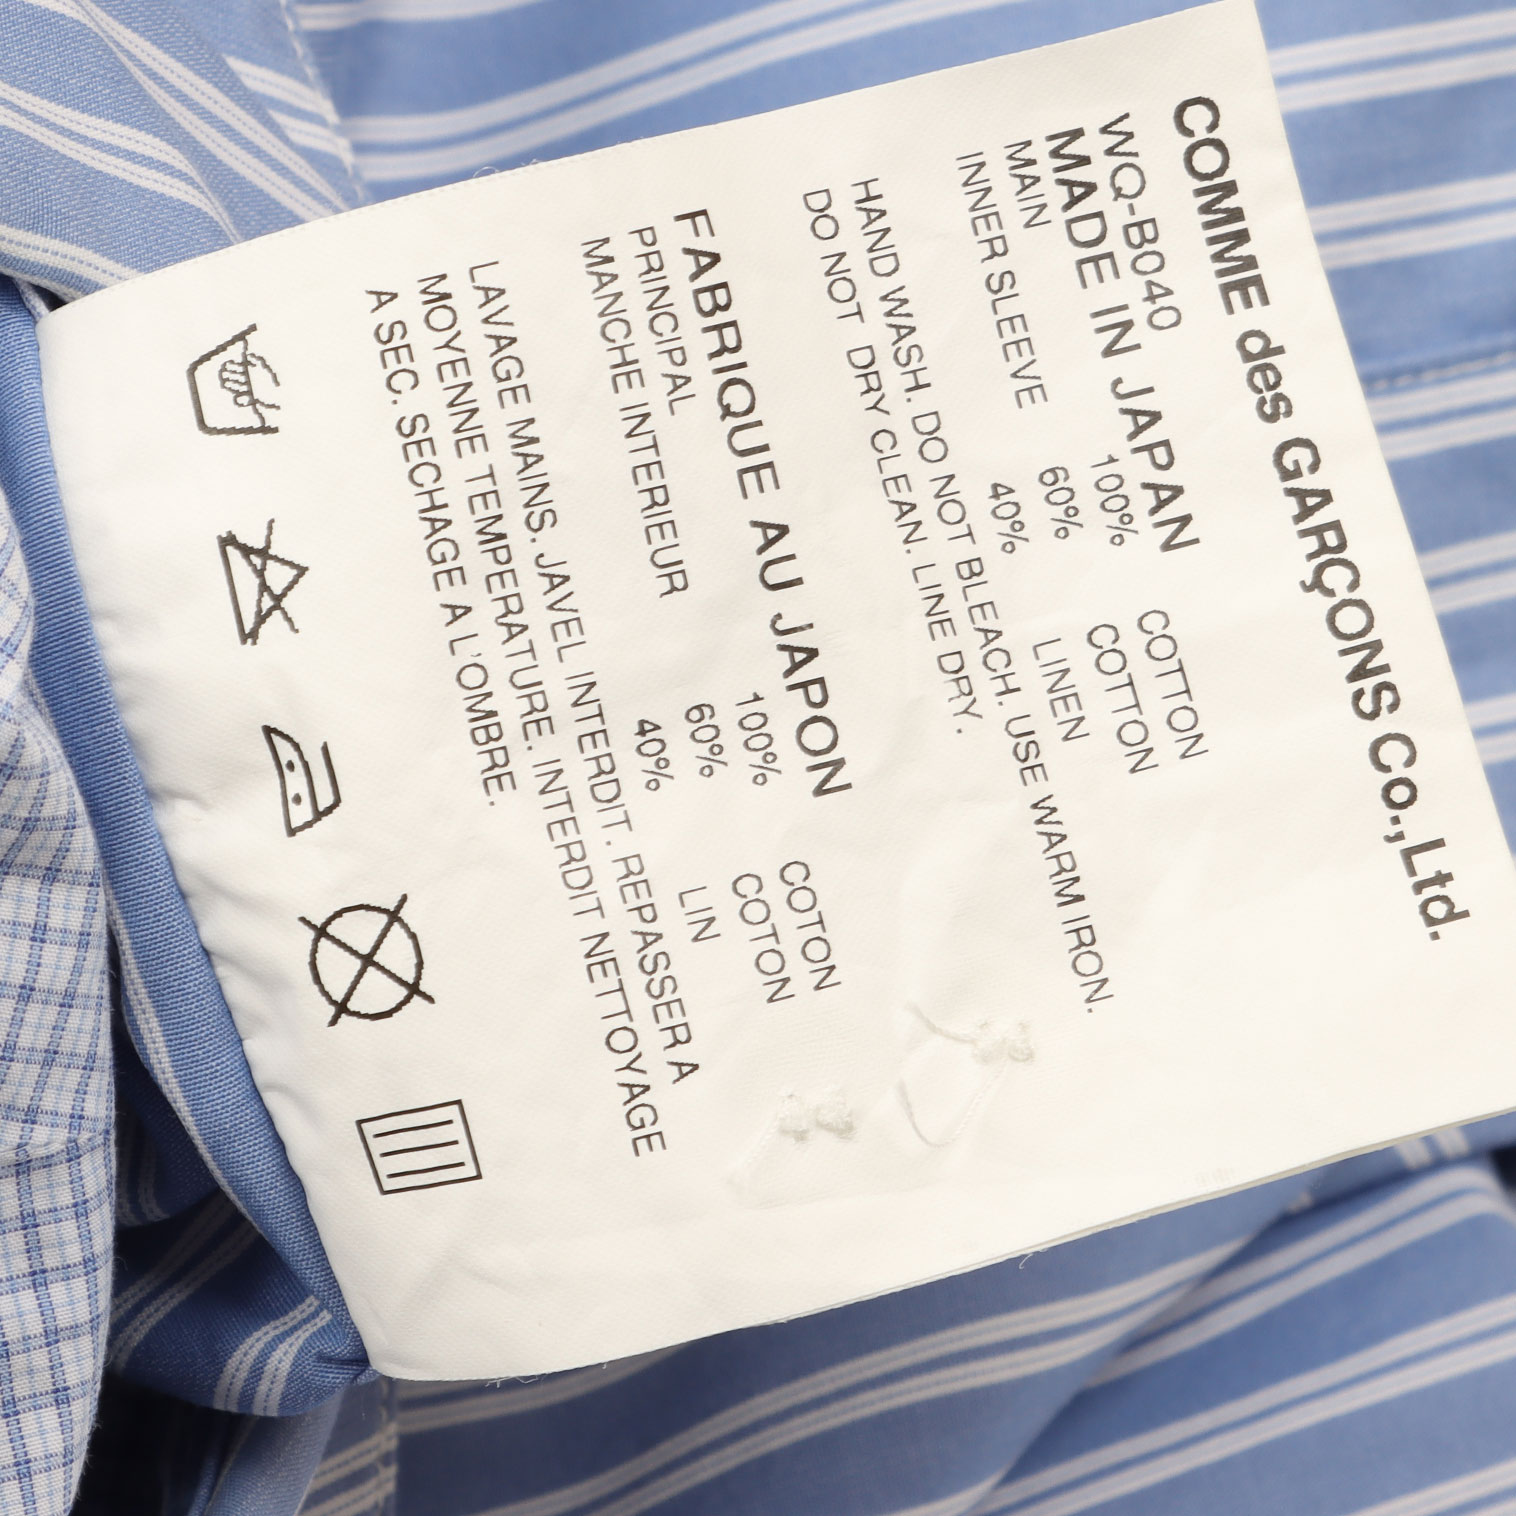 COMME des GARÇONS Co.,Ltd.
WQ-B040
MADE IN JAPAN
MAIN 100% COTTON
INNER SLEEVE 60% COTTON
40% LINEN
HAND WASH. DO NOT BLEACH. USE WARM IRON.
DO NOT DRY CLEAN. LINE DRY.
FABRIQUE AU JAPON
PRINCIPAL 100% COTON
MANCHE INTERIEUR 60% COTON
40% LIN
LAVAGE MAINS. JAVEL INTERDIT. REPASSER A
MOYENNE TEMPERATURE. INTERDIT NETTOYAGE
A SEC. SECHAGE A L'OMBRE.